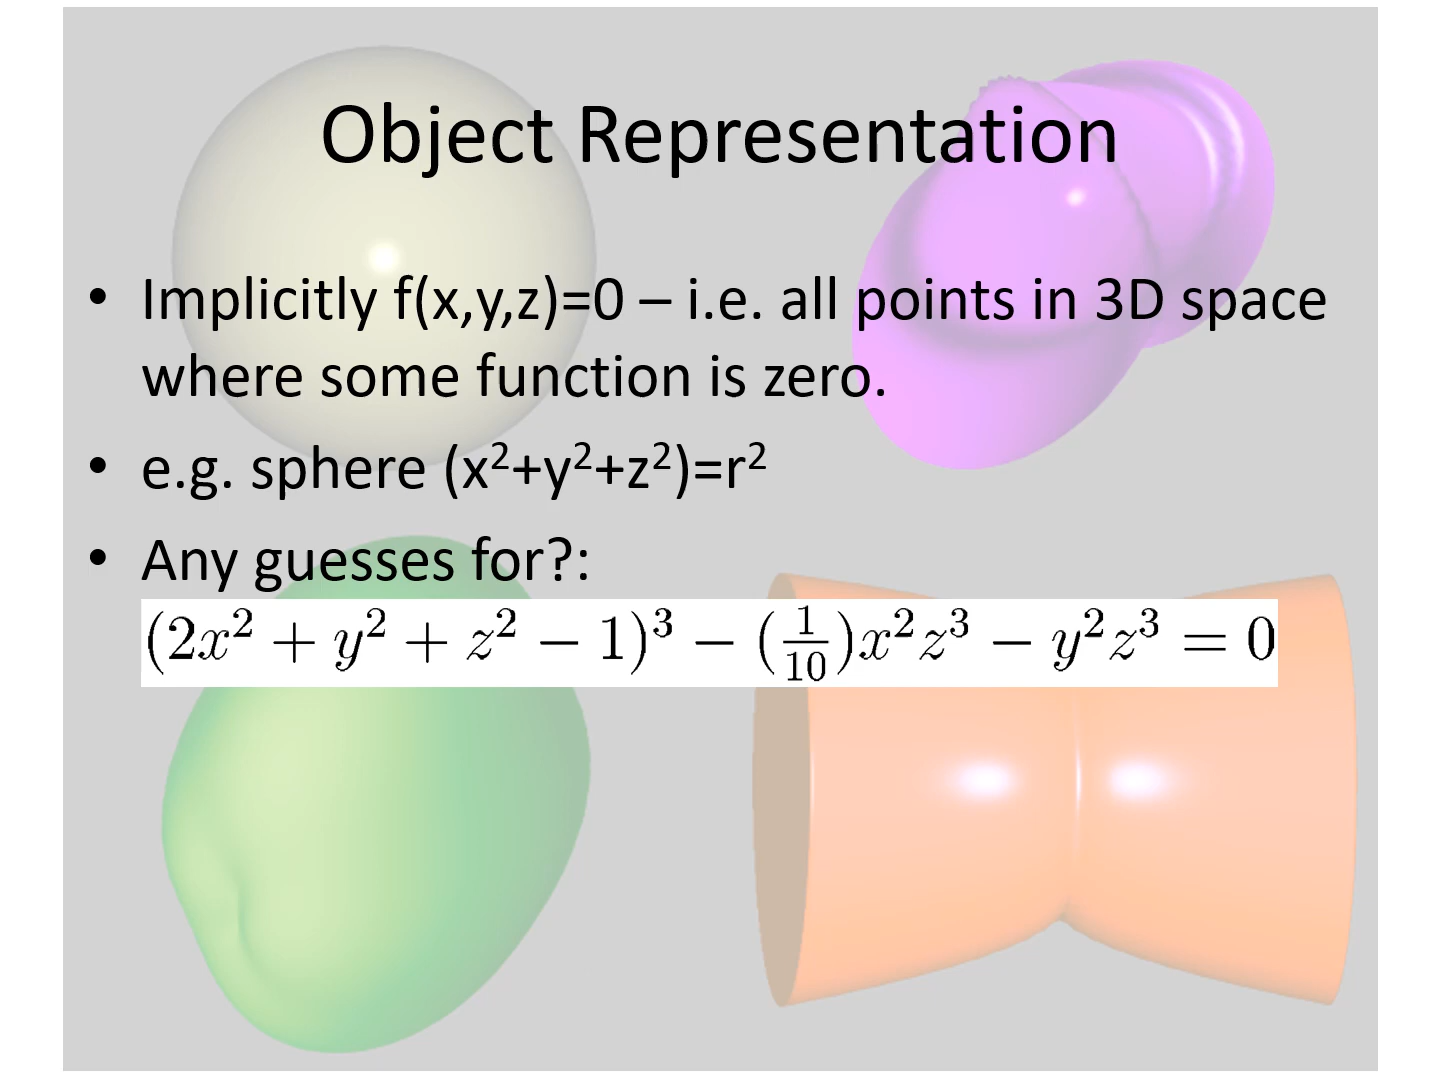 Object Representation
• Implicitly f(x,y,z)=0 – i.e. all points in 3D space
where some function is zero.
• e.g. sphere (x²+y²+z²)=r²
• Any guesses for?:
(2x² + y² + z² − 1)³ − (1/10)x²z³ − y²z³ = 0